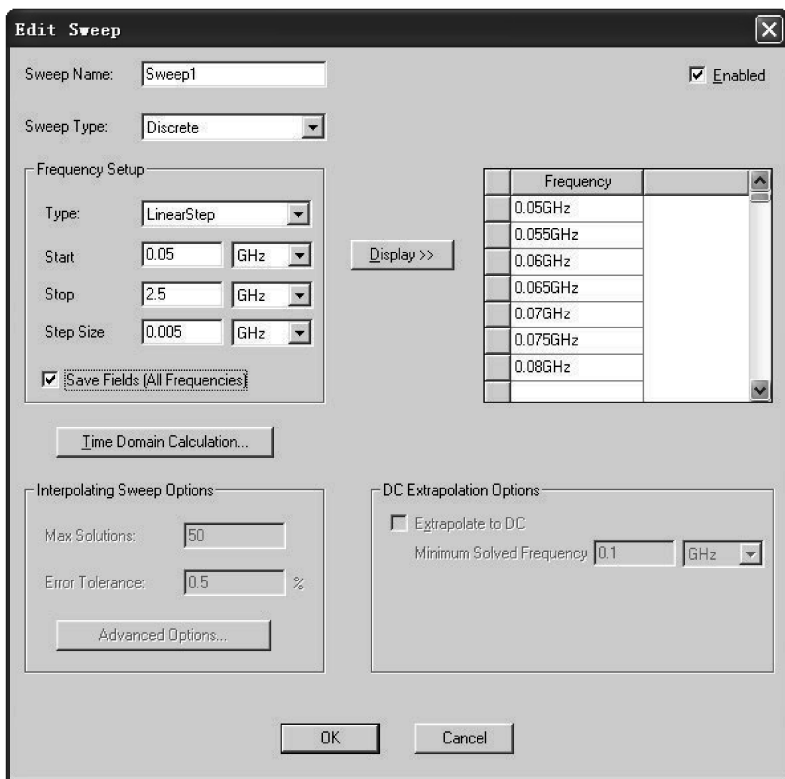 Edit Sweep
Sweep Name: Sweep1
Enabled
Sweep Type: Discrete
Frequency Setup
Type: LinearStep
Start 0.05 GHz
Stop 2.5 GHz
Step Size 0.005 GHz
Save Fields (All Frequencies)
Display >>
Frequency
0.05GHz
0.055GHz
0.06GHz
0.065GHz
0.07GHz
0.075GHz
0.08GHz
Time Domain Calculation...
Interpolating Sweep Options
Max Solutions: 50
Error Tolerance: 0.5 %
Advanced Options...
DC Extrapolation Options
Extrapolate to DC
Minimum Solved Frequency 0.1 GHz
OK
Cancel